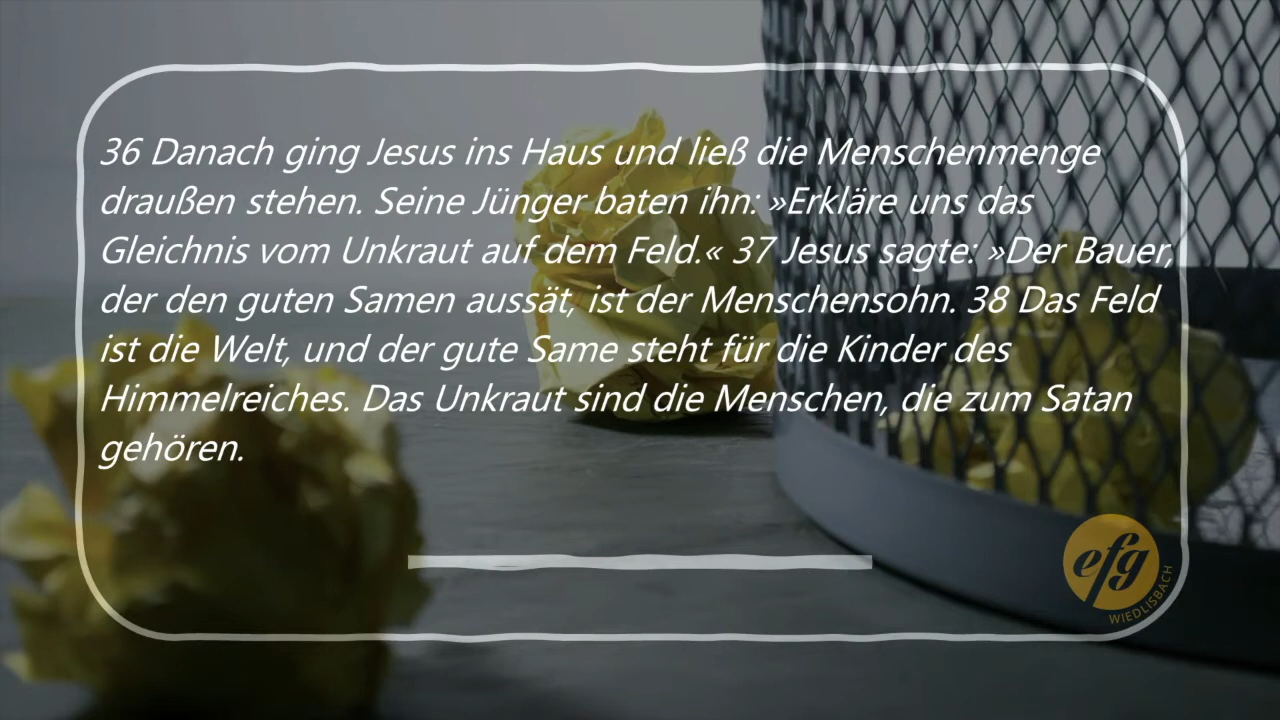 36 Danach ging Jesus ins Haus und ließ die Menschenmenge
draußen stehen. Seine Jünger baten ihn: »Erkläre uns das
Gleichnis vom Unkraut auf dem Feld.« 37 Jesus sagte: »Der Bauer,
der den guten Samen aussät, ist der Menschensohn. 38 Das Feld
ist die Welt, und der gute Same steht für die Kinder des
Himmelreiches. Das Unkraut sind die Menschen, die zum Satan
gehören.
efg
WIEDLISBACH